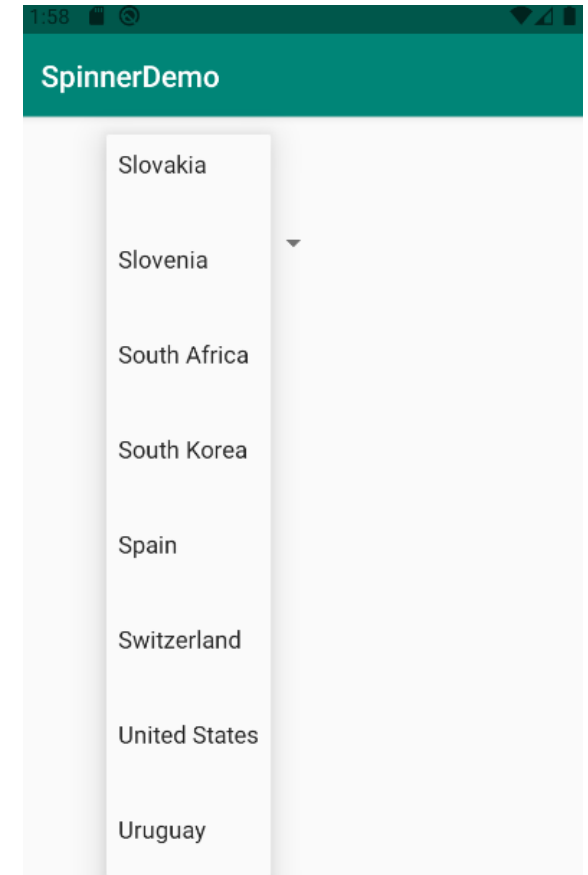 1:58
SpinnerDemo
Slovakia
Slovenia
South Africa
South Korea
Spain
Switzerland
United States
Uruguay